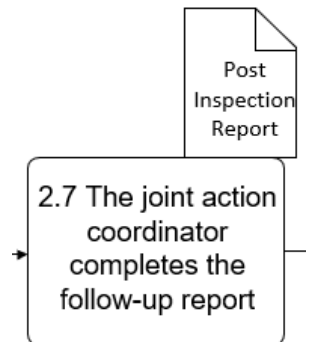 Post
Inspection
Report
2.7 The joint action
coordinator
completes the
follow-up report